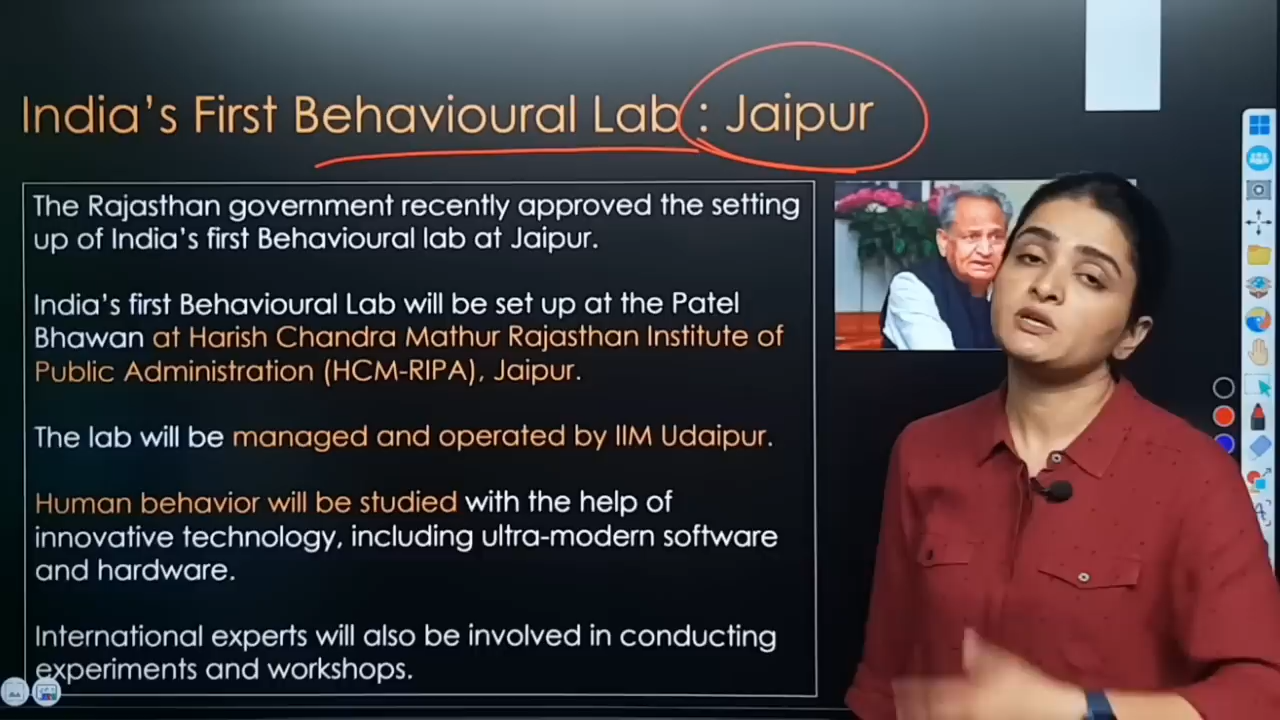 India's First Behavioural Lab : Jaipur
The Rajasthan government recently approved the setting
up of India's first Behavioural lab at Jaipur.
India's first Behavioural Lab will be set up at the Patel
Bhawan at Harish Chandra Mathur Rajasthan Institute of
Public Administration (HCM-RIPA), Jaipur.
The lab will be managed and operated by IIM Udaipur.
Human behavior will be studied with the help of
innovative technology, including ultra-modern software
and hardware.
International experts will also be involved in conducting
experiments and workshops.